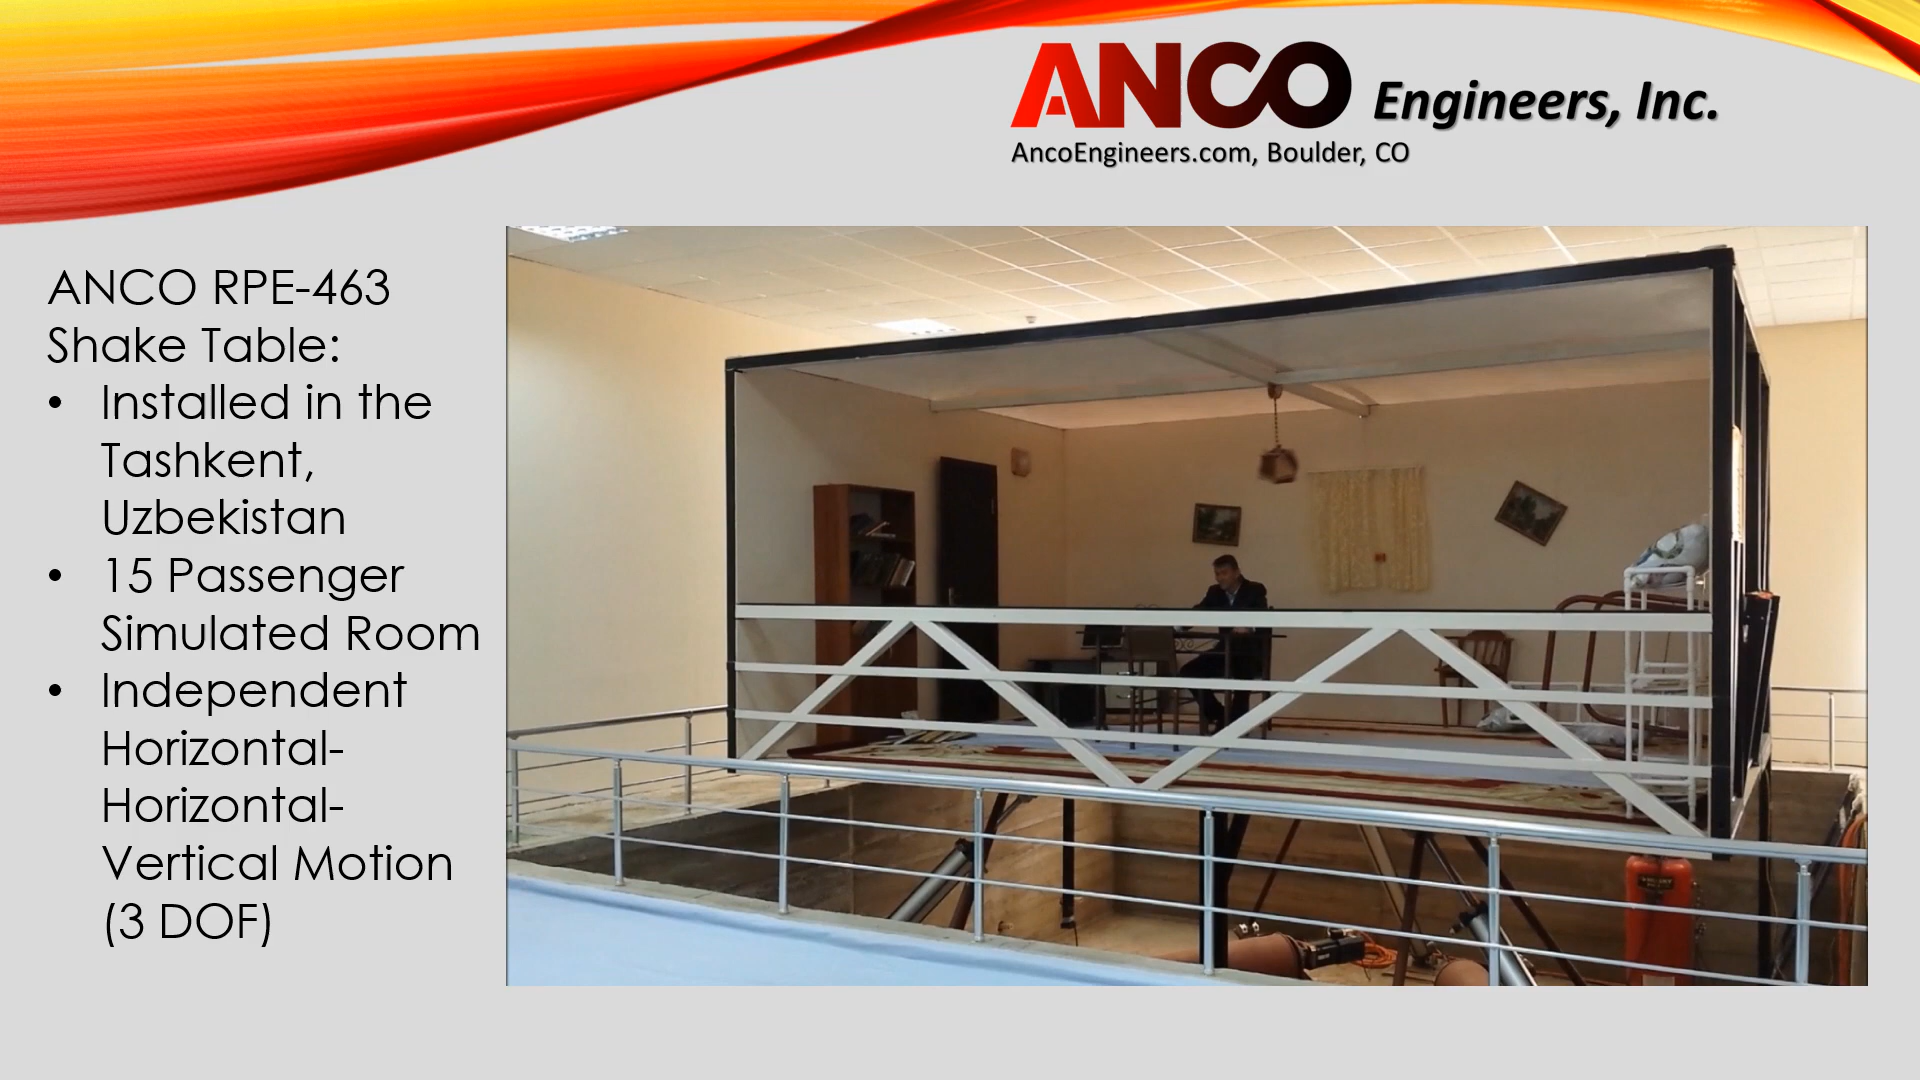 ANCO Engineers, Inc.
AncoEngineers.com, Boulder, CO
ANCO RPE-463
Shake Table:
• Installed in the
Tashkent,
Uzbekistan
• 15 Passenger
Simulated Room
• Independent
Horizontal-
Horizontal-
Vertical Motion
(3 DOF)